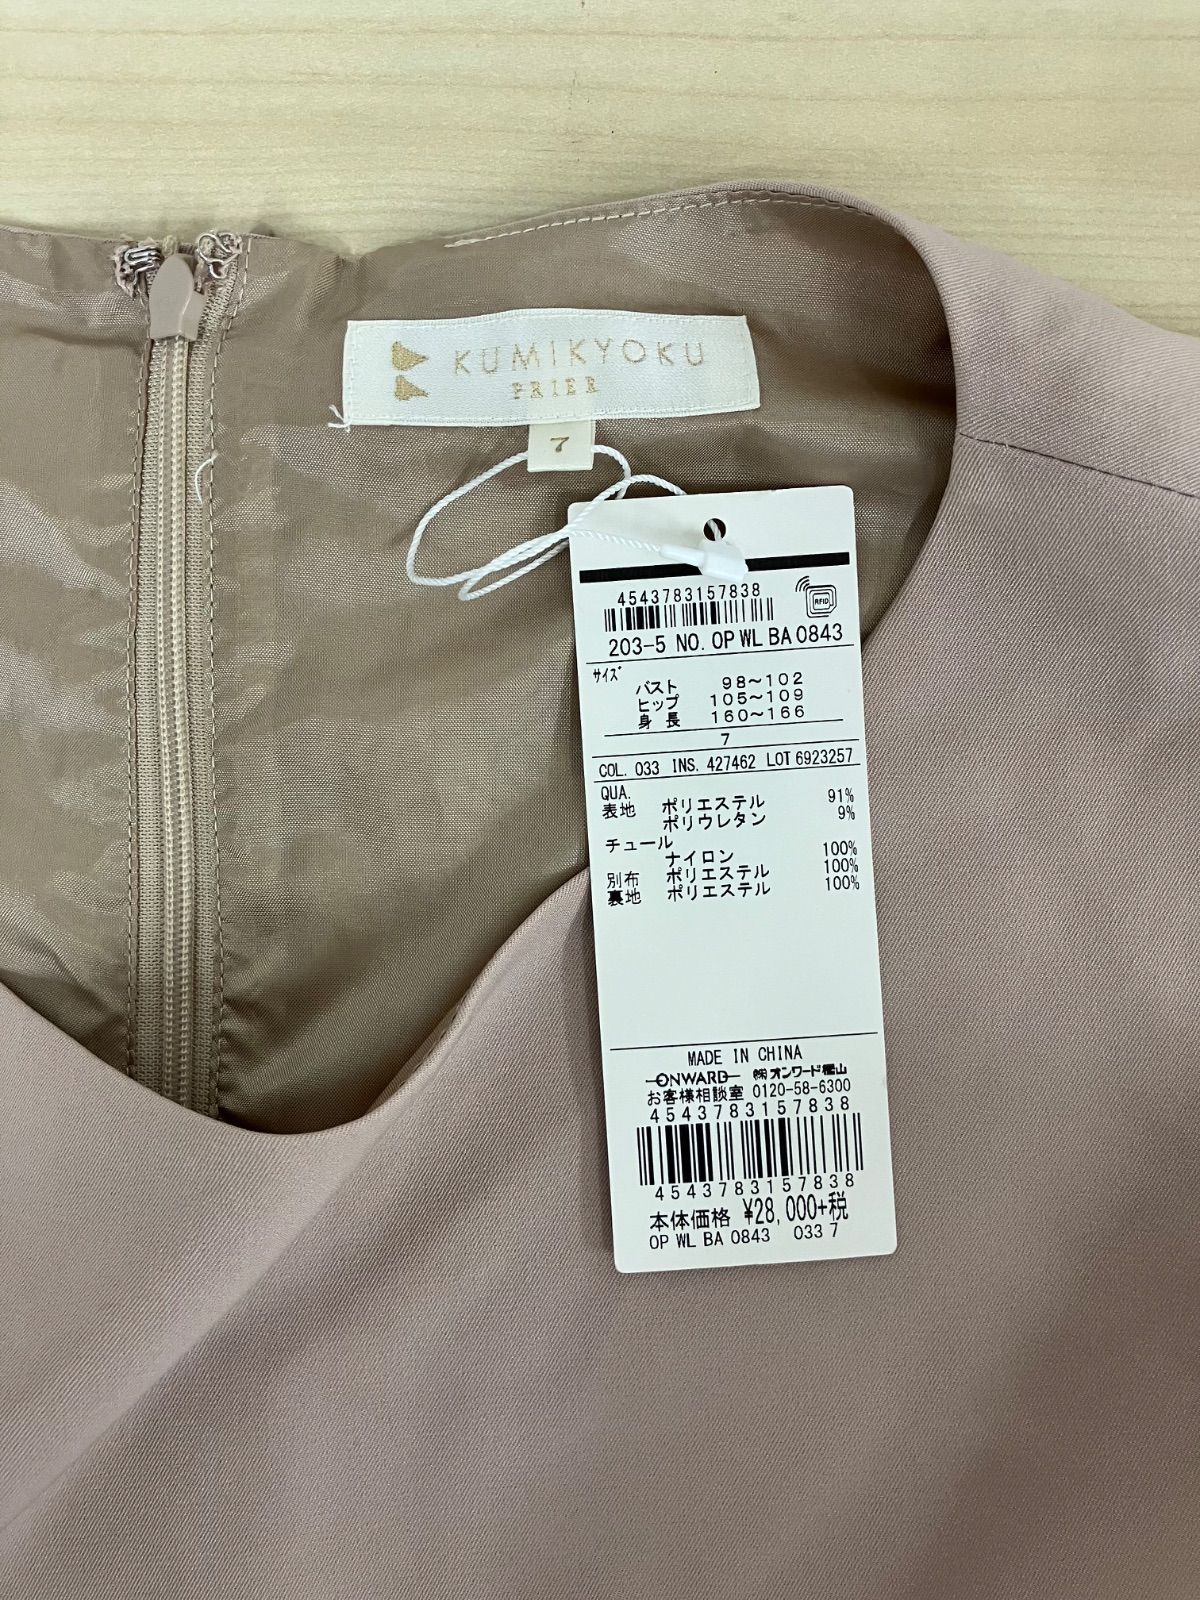 KUMIKYOKU
PRIER
7
4543783157838
RFID
203-5 NO. OP WL BA 0843
サイズ
バスト 98～102
ヒップ 105～109
身長 160～166
7
COL. 033 INS. 427462 LOT 6923257
QUA.
表地 ポリエステル 91%
ポリウレタン 9%
チュール
ナイロン 100%
別布 ポリエステル 100%
裏地 ポリエステル 100%
MADE IN CHINA
ONWARD ㈱オンワード樫山
お客様相談室 0120-58-6300
4543783157838
4543783157838
本体価格 ¥28,000+税
OP WL BA 0843 033 7